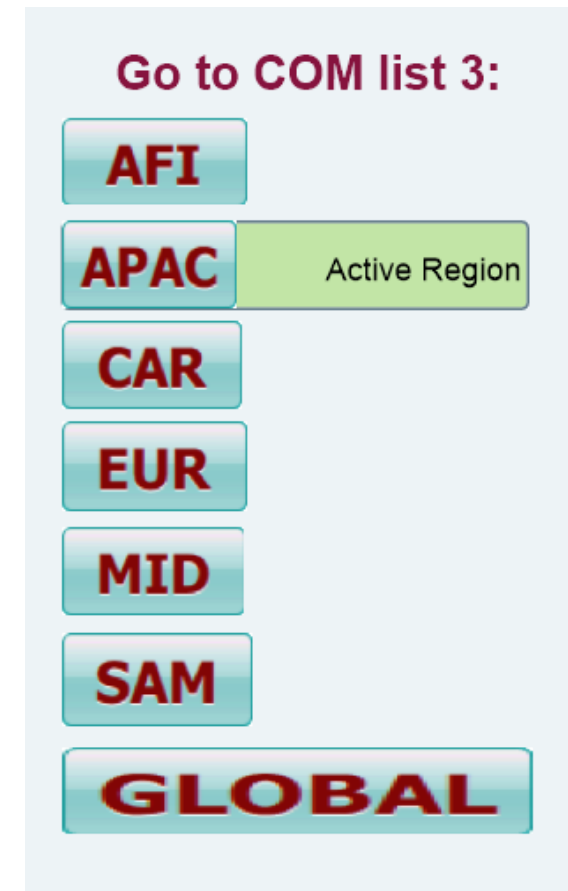 Go to COM list 3:
AFI
APAC Active Region
CAR
EUR
MID
SAM
GLOBAL